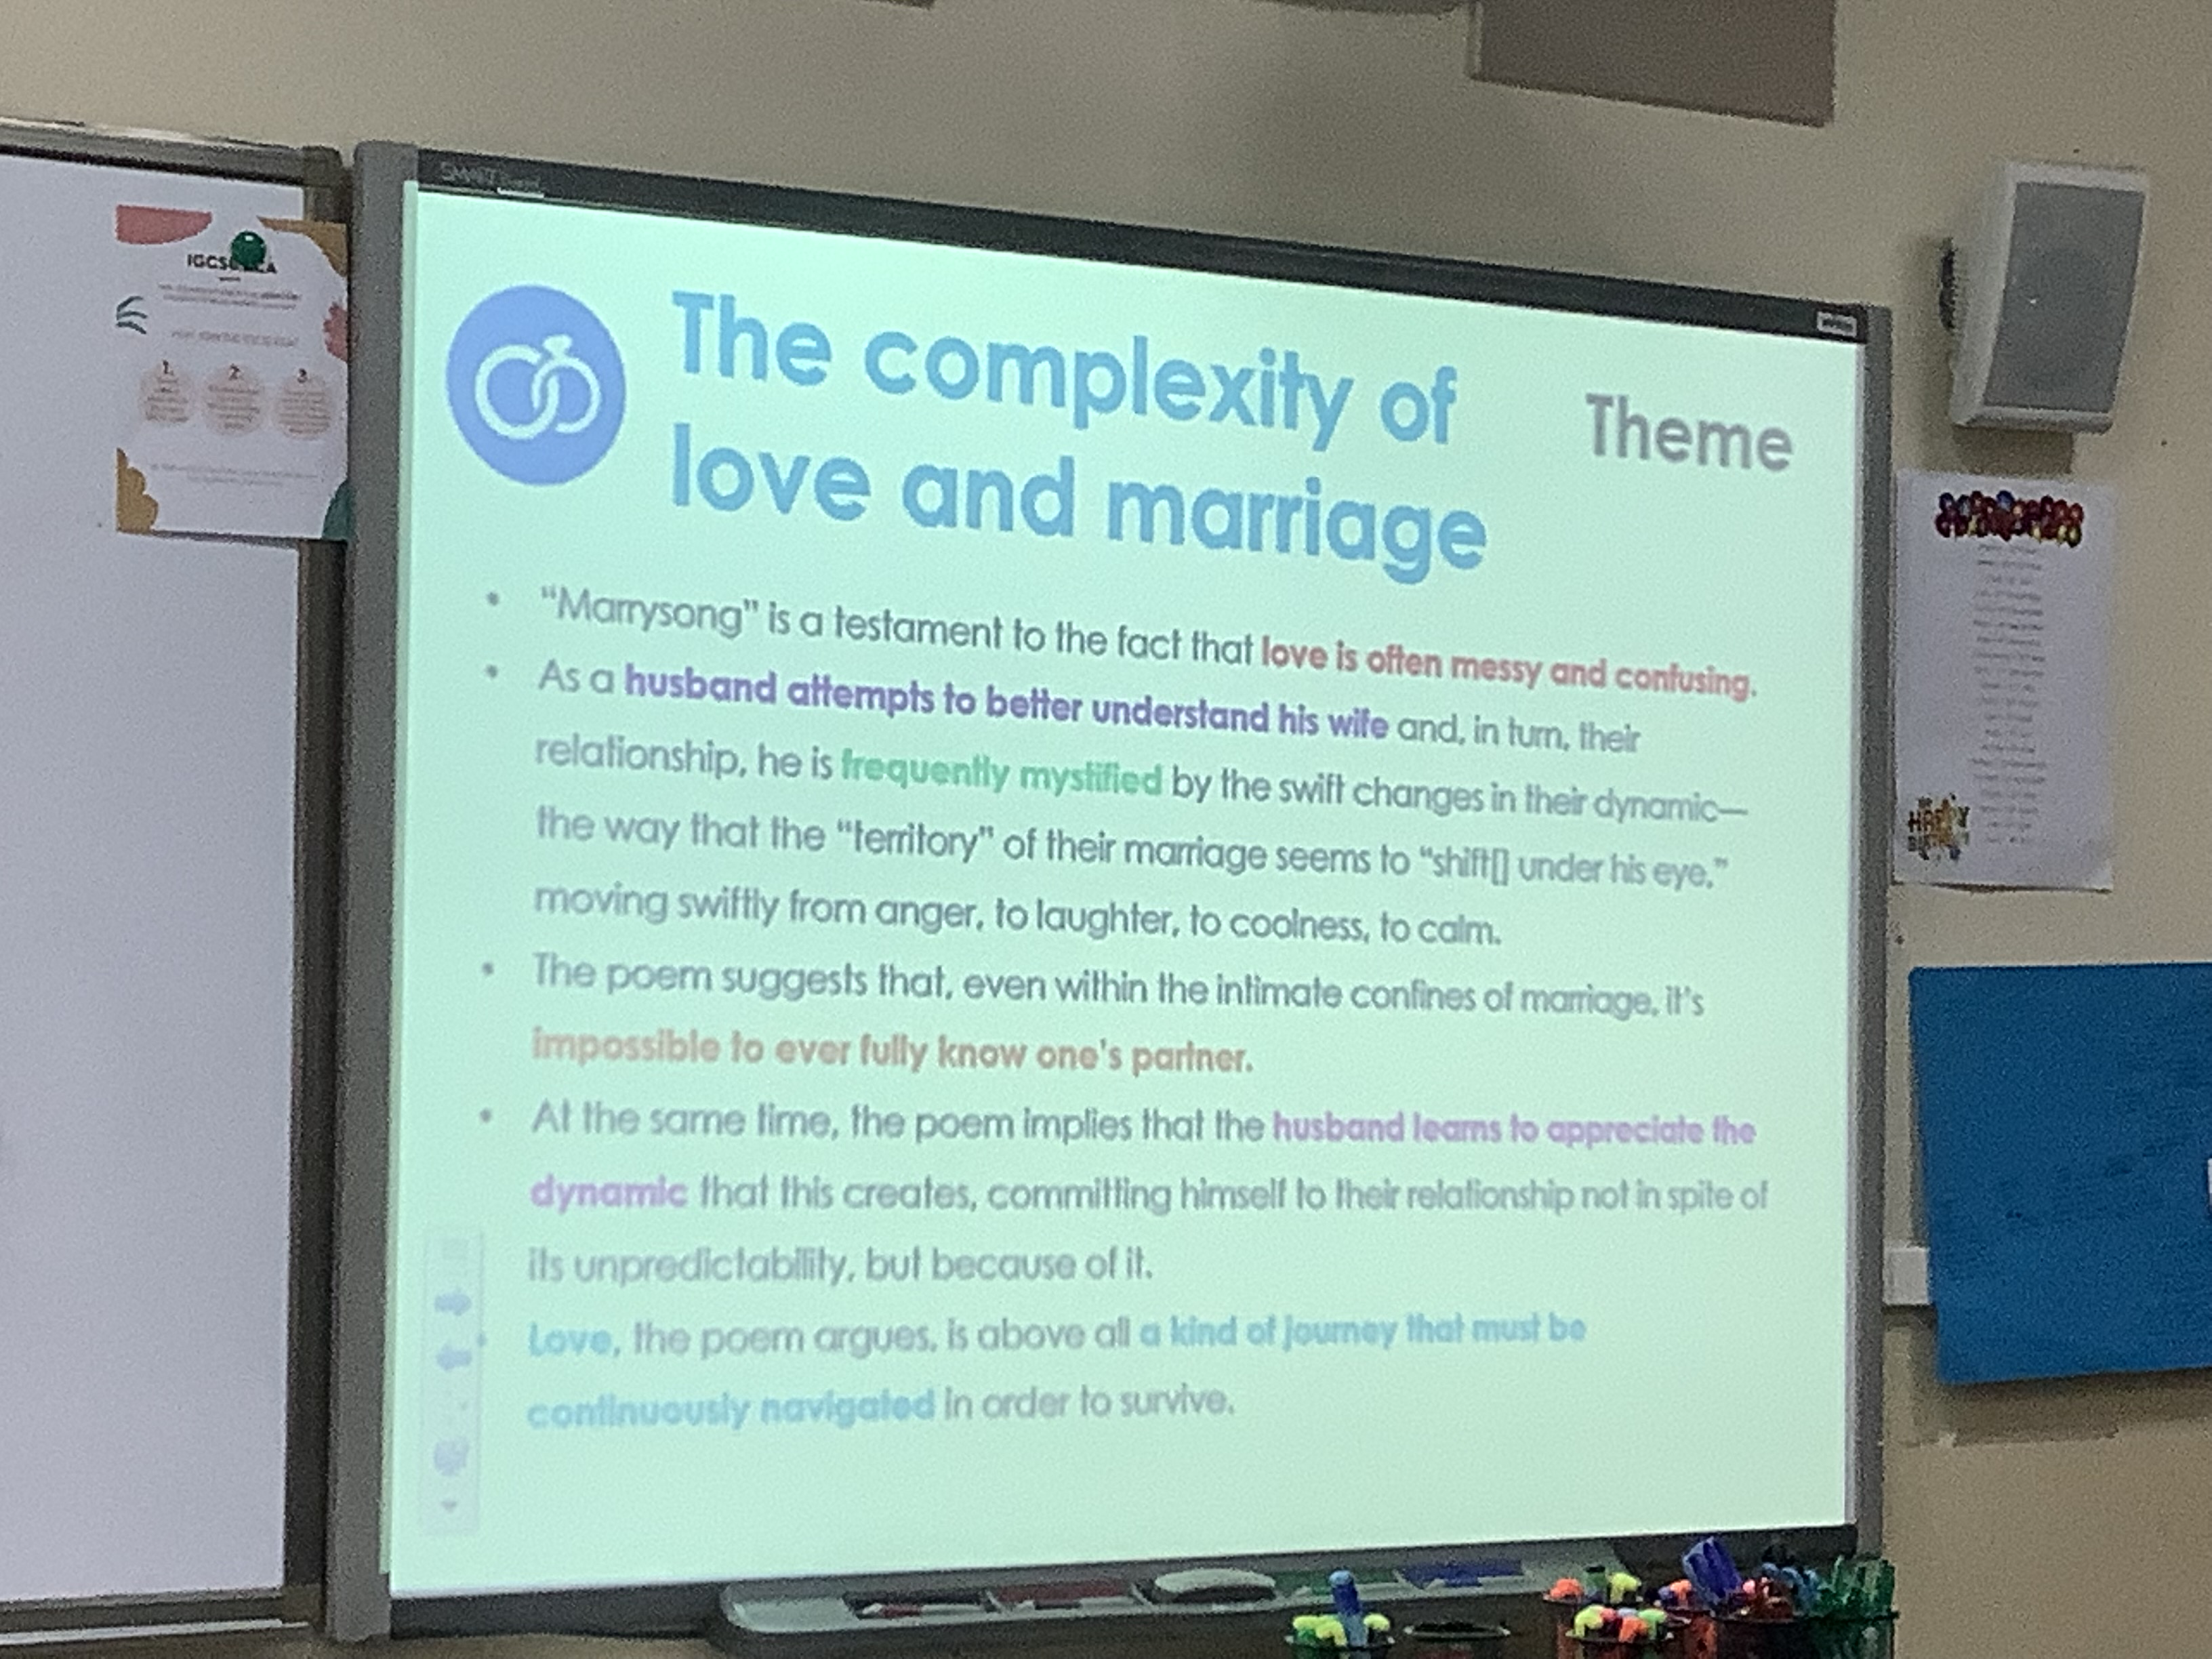 SMART
IGCS
1. 2. 3.
The complexity of
love and marriage
Theme
• “Marrysong” is a testament to the fact that love is often messy and confusing.
• As a husband attempts to better understand his wife and, in turn, their
relationship, he is frequently mystified by the swift changes in their dynamic—
the way that the “territory” of their marriage seems to “shift[] under his eye,”
moving swiftly from anger, to laughter, to coolness, to calm.
• The poem suggests that, even within the intimate confines of marriage, it's
impossible to ever fully know one's partner.
• At the same time, the poem implies that the husband learns to appreciate the
dynamic that this creates, committing himself to their relationship not in spite of
its unpredictability, but because of it.
• Love, the poem argues, is above all a kind of journey that must be
continuously navigated in order to survive.
HAPPY